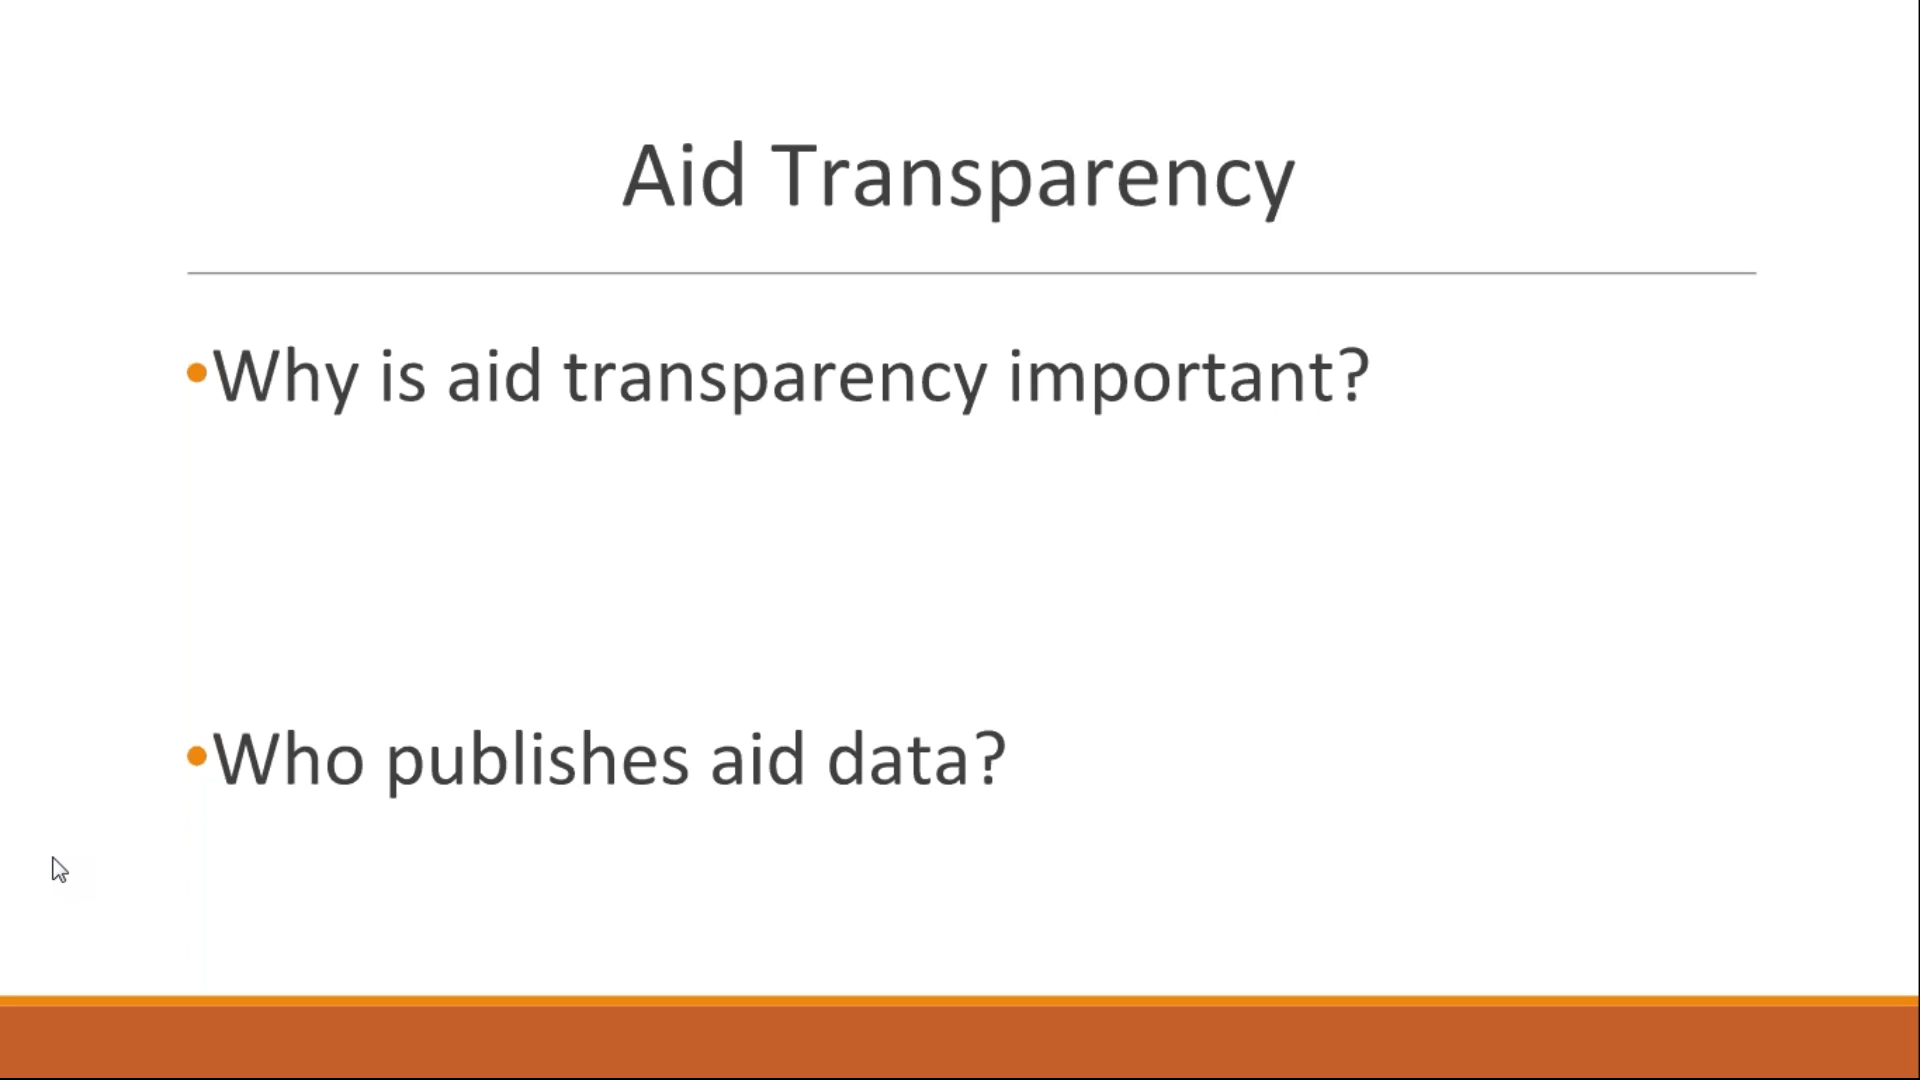 Aid Transparency
•Why is aid transparency important?
•Who publishes aid data?